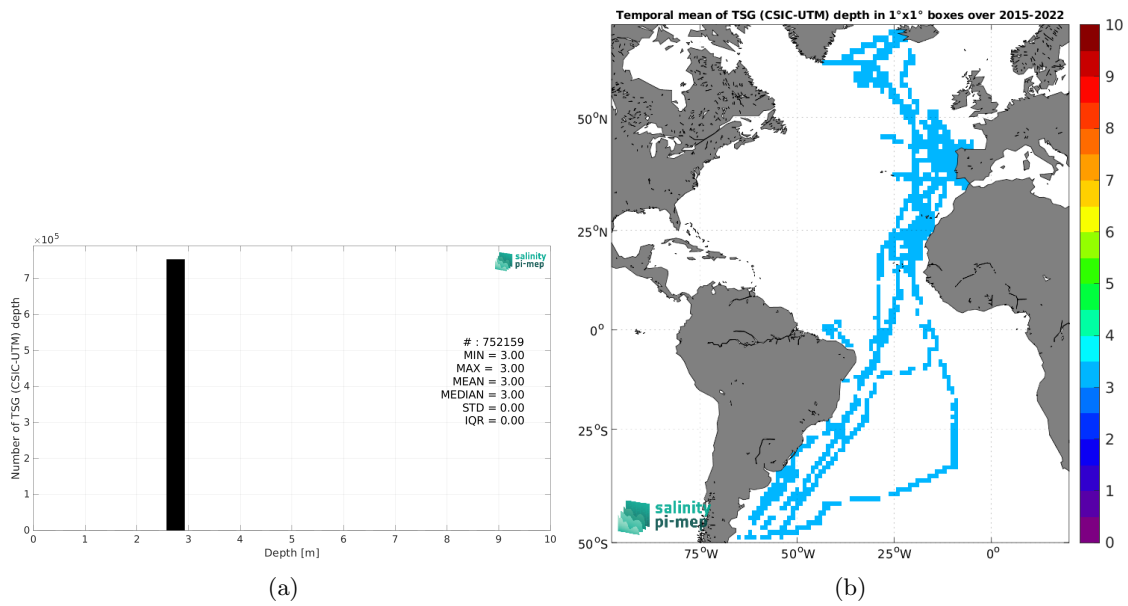 ×10^5
7
6
5
4
3
2
1
0
Number of TSG (CSIC-UTM) depth
0 1 2 3 4 5 6 7 8 9 10
Depth [m]
salinity
pi-mep
# : 752159
MIN = 3.00
MAX = 3.00
MEAN = 3.00
MEDIAN = 3.00
STD = 0.00
IQR = 0.00
(a)
Temporal mean of TSG (CSIC-UTM) depth in 1°x1° boxes over 2015-2022
50°N
25°N
0°
25°S
50°S
75°W 50°W 25°W 0°
salinity
pi-mep
10
9
8
7
6
5
4
3
2
1
0
(b)